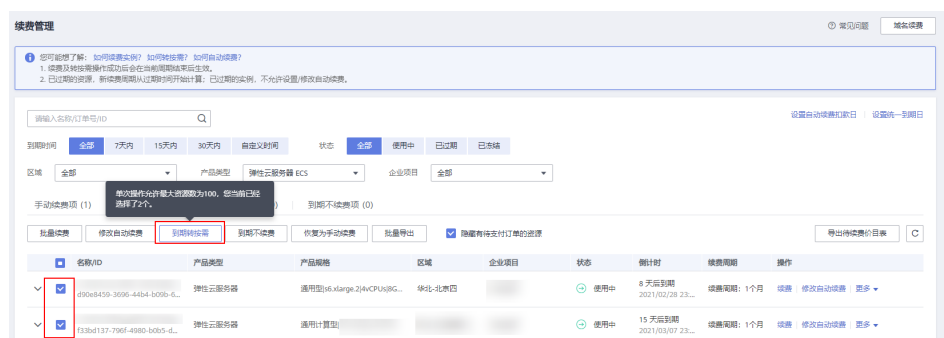 续费管理
常见问题
域名续费
您可能想了解： 如何续费实例？ 如何转按需？ 如何自动续费？
1. 续费及转按需操作成功后会在当前周期结束后生效。
2. 已过期的资源，新续费周期从过期时间开始计算；已过期的实例，不允许设置/修改自动续费。
请输入名称/订单号/ID
设置自动续费扣款日 设置统一到期日
到期时间 全部 7天内 15天内 30天内 自定义时间 状态 全部 使用中 已过期 已冻结
区域 全部 产品类型 弹性云服务器 ECS 企业项目 全部
单次操作允许最大资源数为100，您当前已经
选择了2个。
手动续费项 (1) ) 到期不续费项 (0)
批量续费 修改自动续费 到期转按需 到期不续费 恢复为手动续费 批量导出 隐藏有待支付订单的资源 导出待续费价目表
名称/ID 产品类型 产品规格 区域 企业项目 状态 倒计时 续费周期 操作
d90e8459-3696-44b4-b09b-6... 弹性云服务器 通用型|s6.xlarge.2|4vCPUs|8G... 华北-北京四 使用中 8 天后到期 续费周期：1个月 续费 修改自动续费 更多
2021/02/28 23:...
f33bd137-796f-4980-b0b5-d... 弹性云服务器 通用计算型| 使用中 15 天后到期 续费周期：1个月 续费 修改自动续费 更多
2021/03/07 23:...